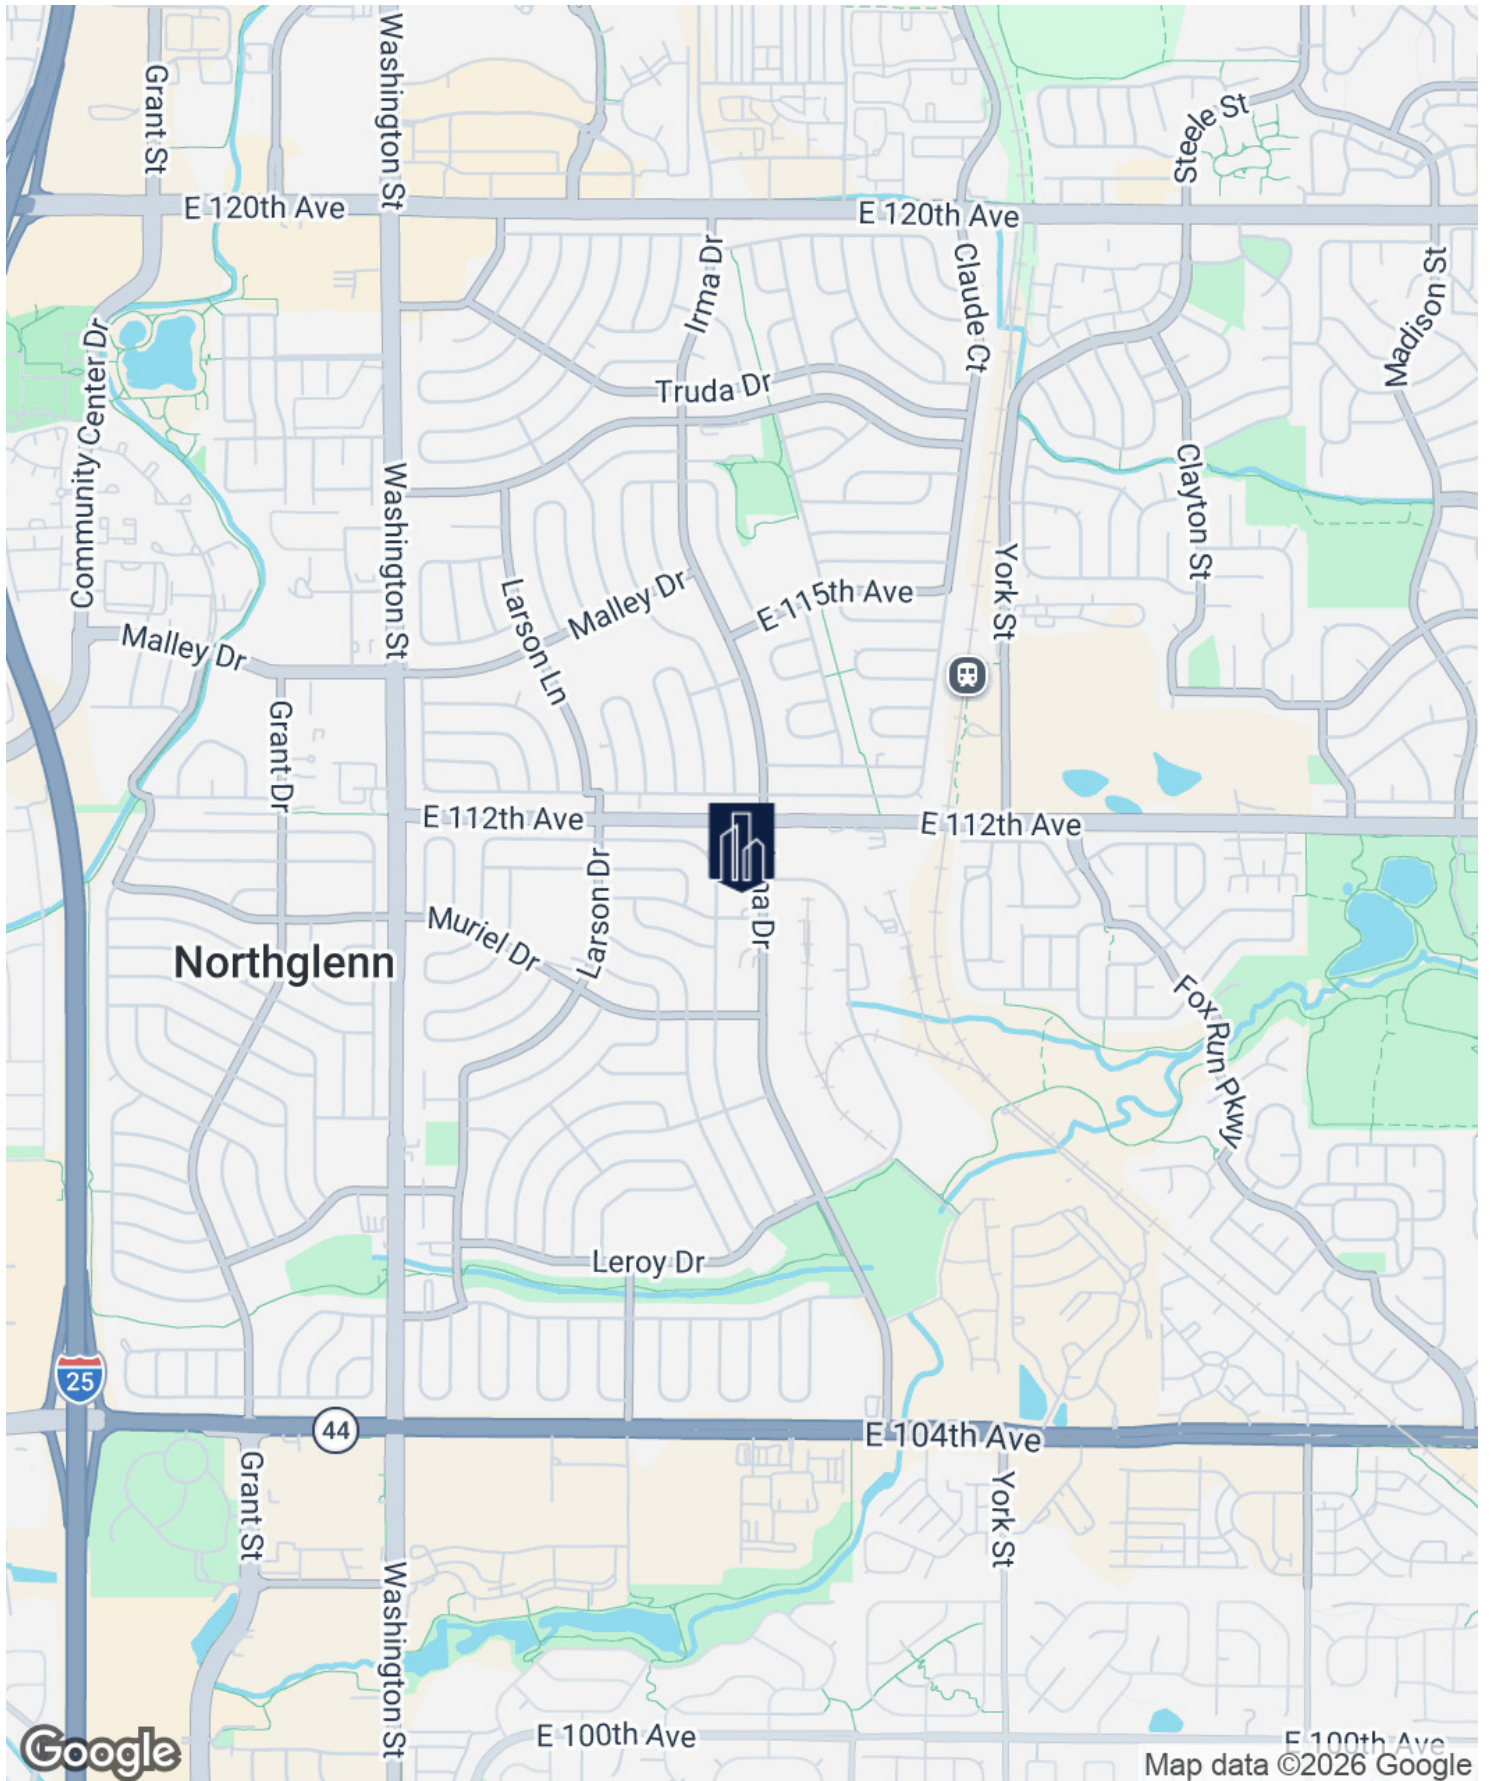 Grant St
Washington St
Steele St
E 120th Ave
E 120th Ave
Irma Dr
Claude Ct
Madison St
Community Center Dr
Truda Dr
Washington St
Clayton St
Larson Ln
Malley Dr
E 115th Ave
York St
Malley Dr
Grant Dr
E 112th Ave
E 112th Ave
Larson Dr
na Dr
Muriel Dr
Northglenn
Fox Run Pkwy
Leroy Dr
25
44
E 104th Ave
Grant St
York St
Washington St
E 100th Ave
E 100th Ave
Google
Map data ©2026 Google